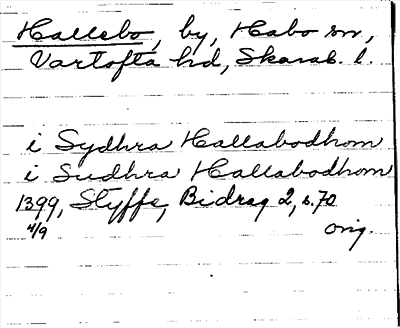 Hallebo, by, Habo sn,
Vartofta hd, Skarab. l.
i Sydhra Hallabodhom
i Sudhra Hallabodhom
1399, Styffe, Bidrag 2, s. 70
4/9 orig.